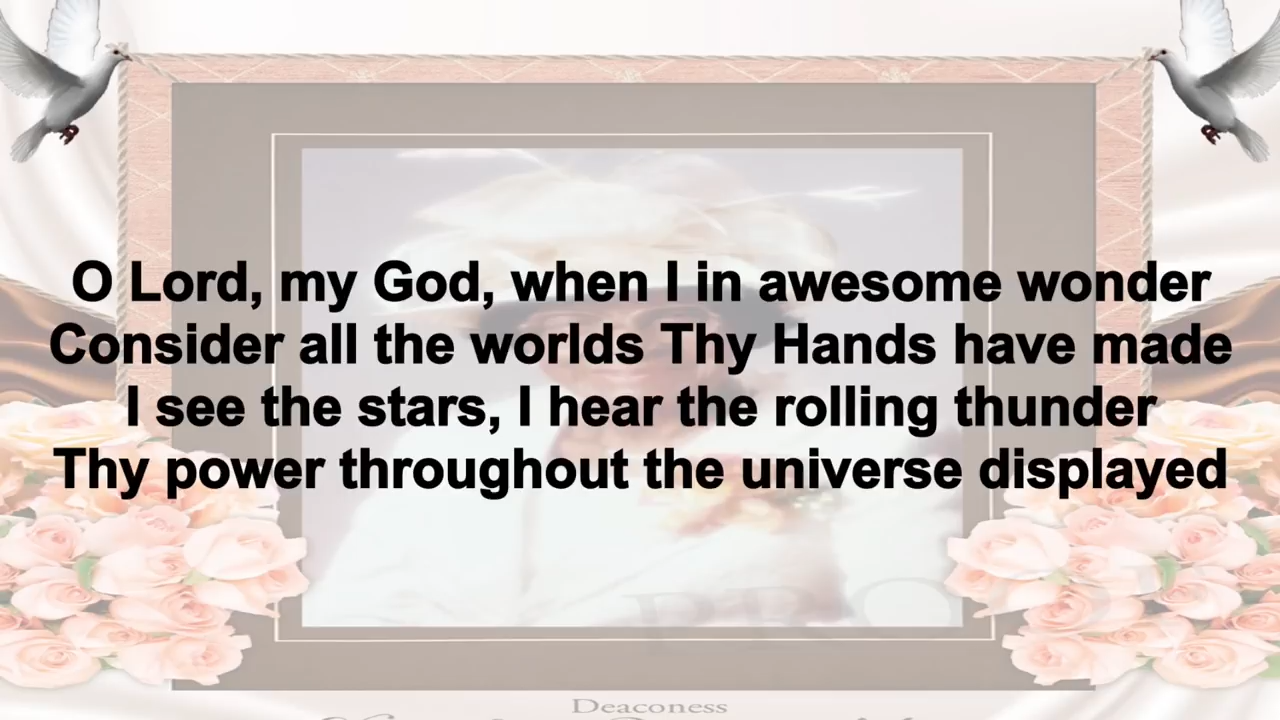 O Lord, my God, when I in awesome wonder
Consider all the worlds Thy Hands have made
I see the stars, I hear the rolling thunder
Thy power throughout the universe displayed
Deaconess